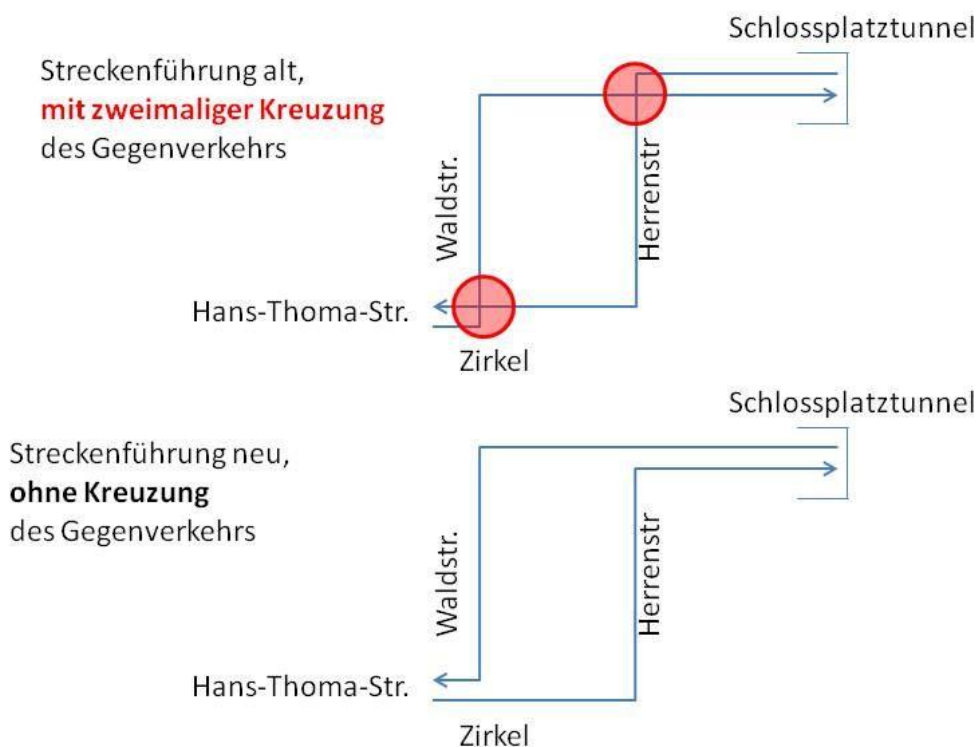 Schlossplatztunnel
Streckenführung alt,
mit zweimaliger Kreuzung
des Gegenverkehrs
Waldstr.
Herrenstr
Hans-Thoma-Str.
Zirkel
Schlossplatztunnel
Streckenführung neu,
ohne Kreuzung
des Gegenverkehrs
Waldstr.
Herrenstr
Hans-Thoma-Str.
Zirkel